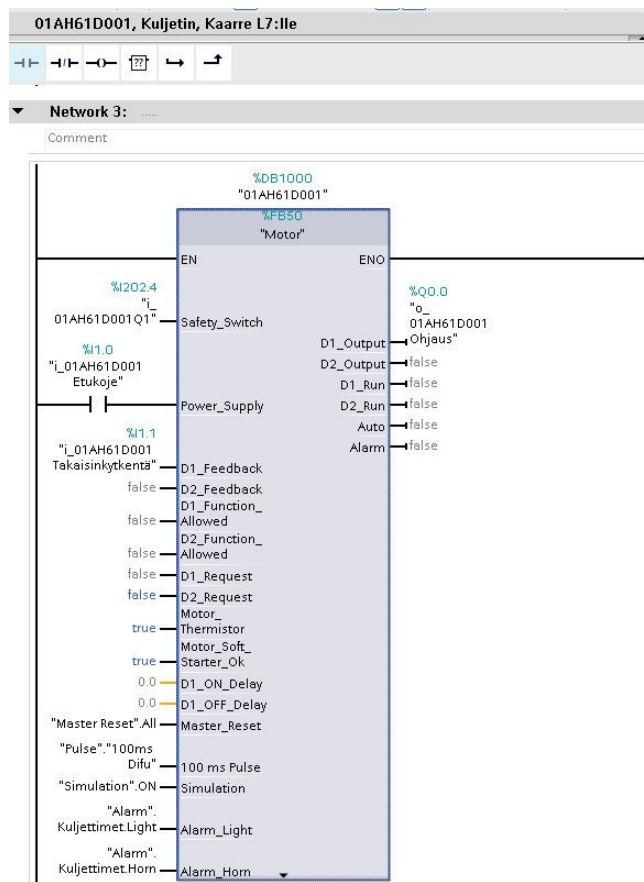 01AH61D001, Kuljetin, Kaarre L7:lle
??
Network 3: .....
Comment
%DB1000
"01AH61D001"
%FB50
"Motor"
EN
ENO
%I202.4
"i_
01AH61D001Q1"
Safety_Switch
%Q0.0
"o_
01AH61D001
Ohjaus"
D1_Output
%I1.0
"i_01AH61D001
Etukoje"
Power_Supply
D2_Output
false
D1_Run
false
D2_Run
false
Auto
false
Alarm
false
%I1.1
"i_01AH61D001
Takaisinkytkentä"
D1_Feedback
false
D2_Feedback
false
D1_Function_
Allowed
false
D2_Function_
Allowed
false
D1_Request
false
D2_Request
true
Motor_
Thermistor
true
Motor_Soft_
Starter_Ok
0.0
D1_ON_Delay
0.0
D1_OFF_Delay
"Master Reset".All
Master_Reset
"Pulse"."100ms
Difu"
100 ms Pulse
"Simulation".ON
Simulation
"Alarm".
Kuljettimet.Light
Alarm_Light
"Alarm".
Kuljettimet.Horn
Alarm_Horn